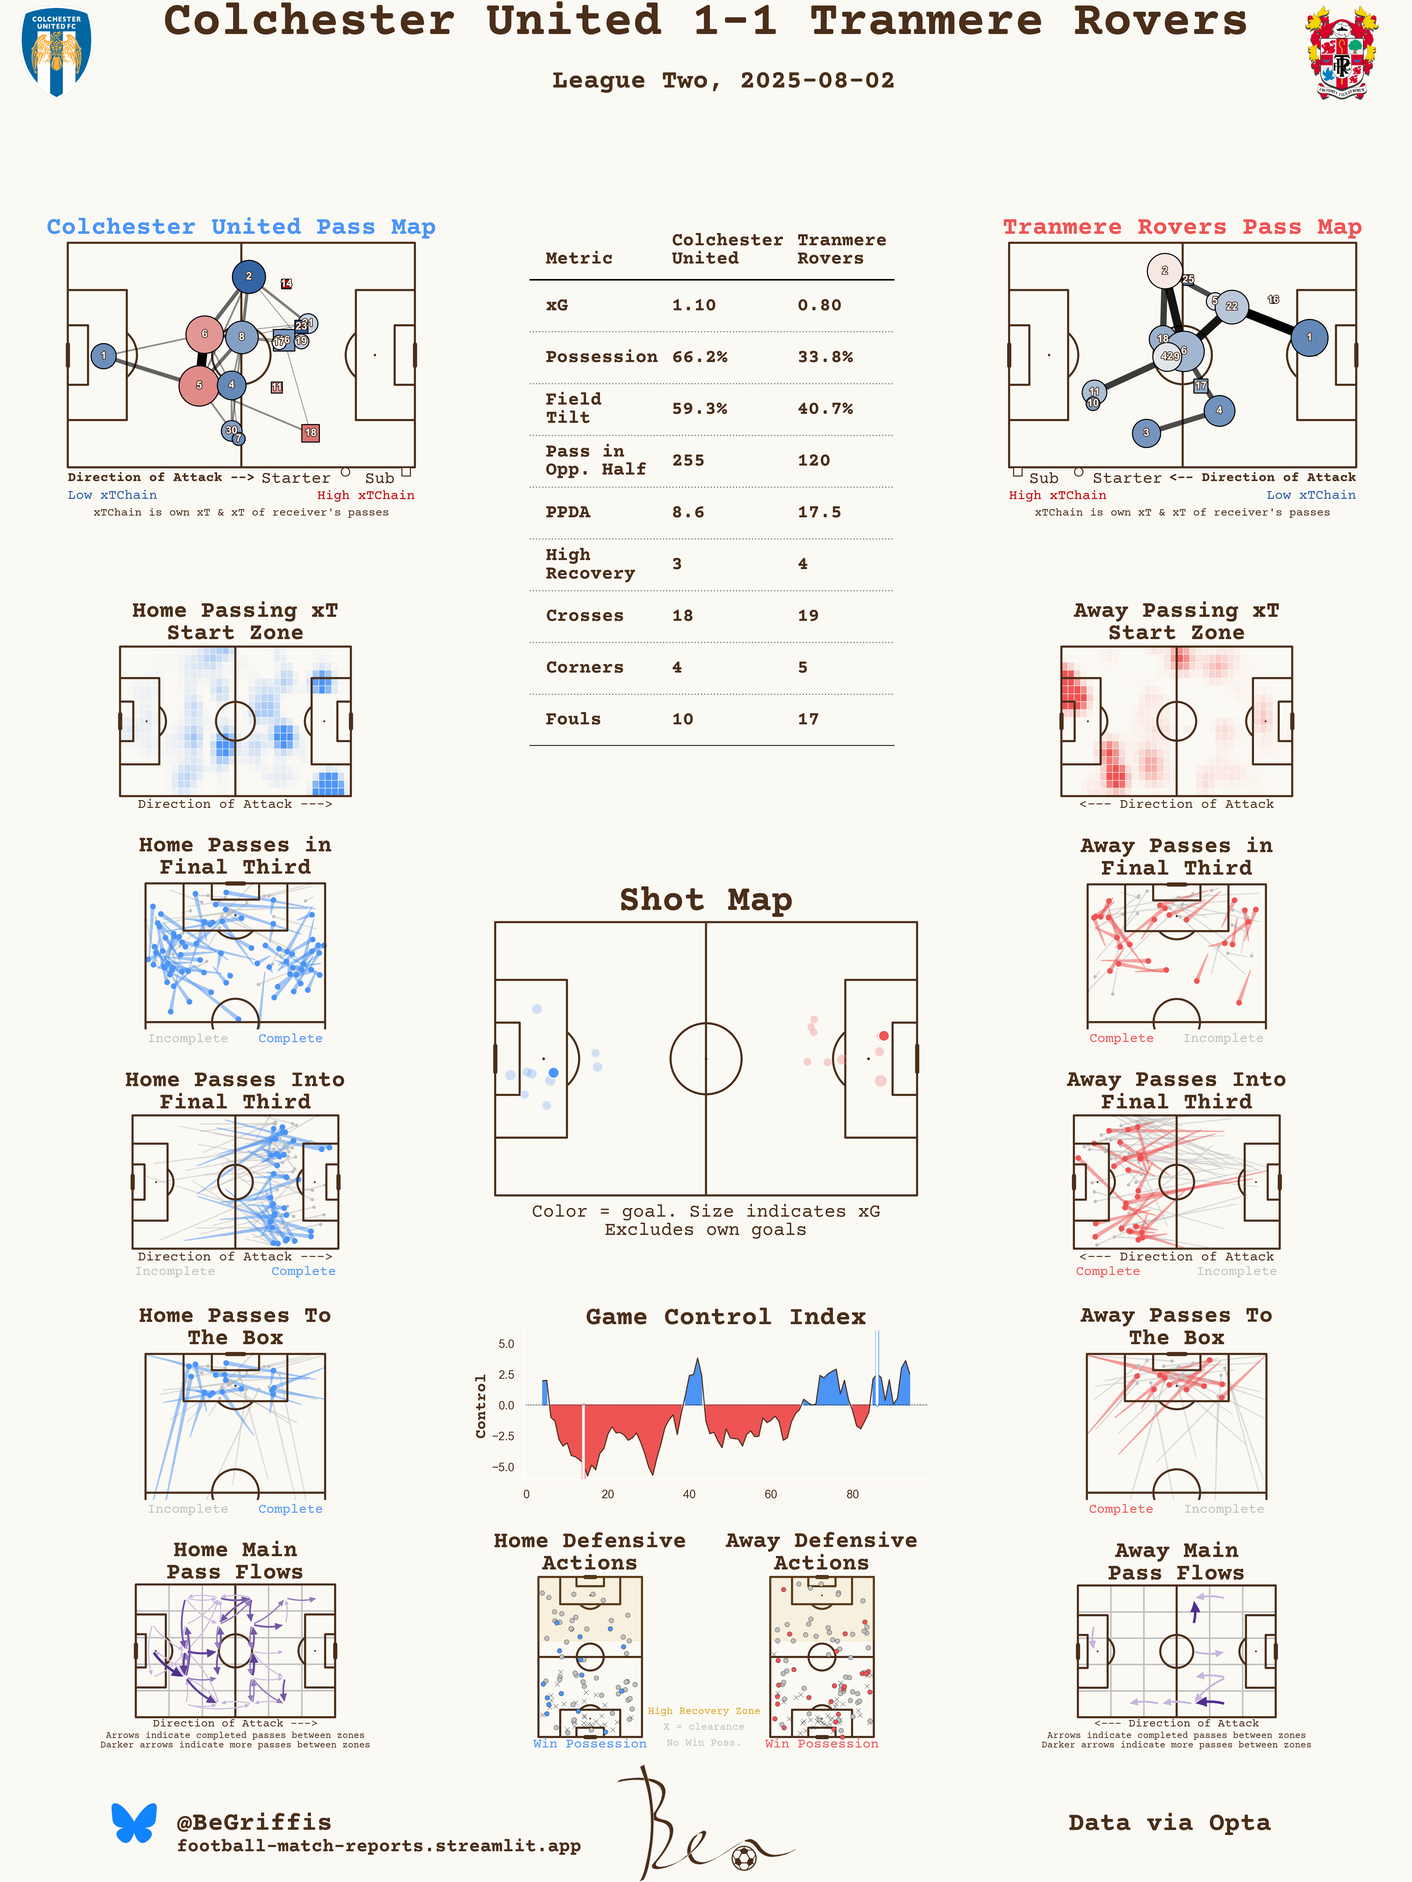 Colchester United 1-1 Tranmere Rovers
League Two, 2025-08-02
COLCHESTER
UNITED FC
Colchester United Pass Map
1
2
14
6
8
21
23
17
19
5
4
11
30
7
18
Direction of Attack --> Starter Sub
Low xTChain High xTChain
xTChain is own xT & xT of receiver's passes
Metric Colchester United Tranmere Rovers
xG 1.10 0.80
Possession 66.2% 33.8%
Field Tilt 59.3% 40.7%
Pass in Opp. Half 255 120
PPDA 8.6 17.5
High Recovery 3 4
Crosses 18 19
Corners 4 5
Fouls 10 17
Tranmere Rovers Pass Map
2
25
5
22
16
1
18
6
11
10
17
4
3
Sub Starter <-- Direction of Attack
High xTChain Low xTChain
xTChain is own xT & xT of receiver's passes
Home Passing xT
Start Zone
Direction of Attack --->
Away Passing xT
Start Zone
<--- Direction of Attack
Home Passes in
Final Third
Incomplete Complete
Away Passes in
Final Third
Complete Incomplete
Shot Map
Color = goal. Size indicates xG
Excludes own goals
Home Passes Into
Final Third
Direction of Attack --->
Incomplete Complete
Away Passes Into
Final Third
<--- Direction of Attack
Complete Incomplete
Home Passes To
The Box
Incomplete Complete
Game Control Index
Control
5.0
2.5
0.0
−2.5
−5.0
0 20 40 60 80
Away Passes To
The Box
Complete Incomplete
Home Main
Pass Flows
Direction of Attack --->
Arrows indicate completed passes between zones
Darker arrows indicate more passes between zones
Home Defensive
Actions
Win Possession
Away Defensive
Actions
Win Possession
High Recovery Zone
X = clearance
No Win Poss.
Away Main
Pass Flows
<--- Direction of Attack
Arrows indicate completed passes between zones
Darker arrows indicate more passes between zones
@BeGriffis
football-match-reports.streamlit.app
Ben
Data via Opta